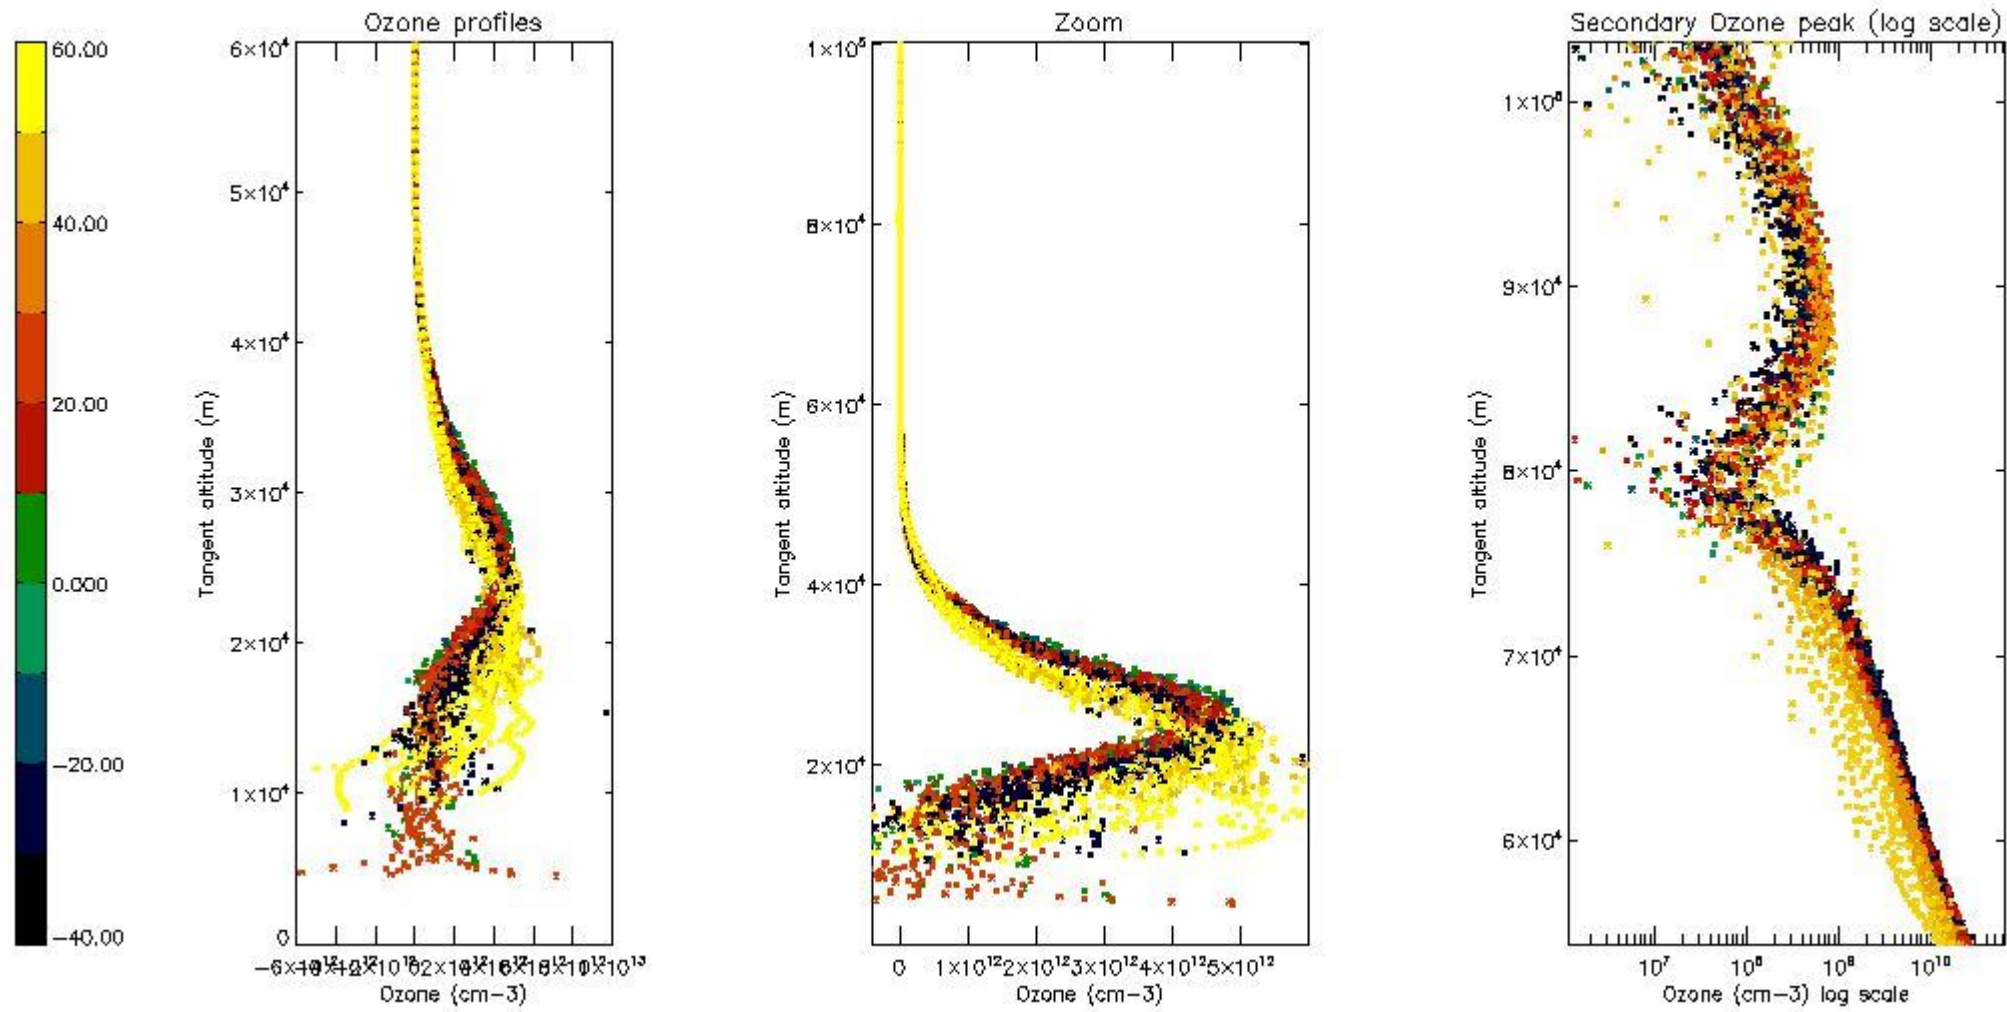 Ozone profiles
Zoom
Secondary Ozone peak (log scale)
60.00
40.00
20.00
0.000
−20.00
−40.00
6×10⁴
5×10⁴
4×10⁴
3×10⁴
2×10⁴
1×10⁴
0
Tangent altitude (m)
Ozone (cm−3)
1×10⁵
8×10⁴
6×10⁴
4×10⁴
2×10⁴
Tangent altitude (m)
0 1×10¹² 2×10¹² 3×10¹² 4×10¹² 5×10¹²
Ozone (cm−3)
1×10⁵
9×10⁴
8×10⁴
7×10⁴
6×10⁴
Tangent altitude (m)
10⁷ 10⁸ 10⁹ 10¹⁰
Ozone (cm−3) log scale